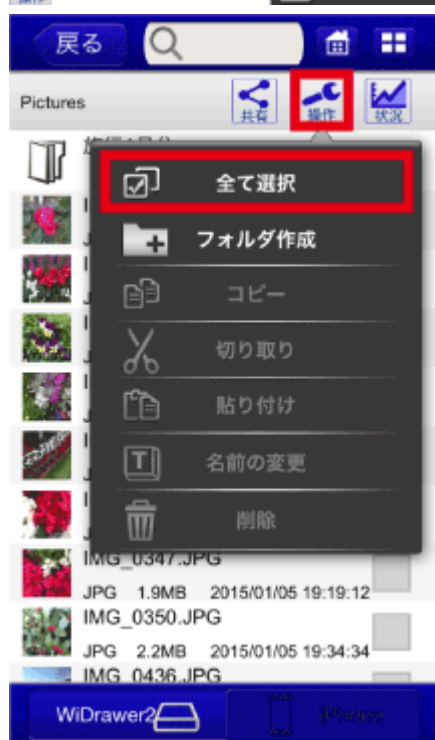 戻る
Pictures
共有
操作
状況
全て選択
フォルダ作成
コピー
切り取り
貼り付け
名前の変更
削除
IMG_0347.JPG
JPG 1.9MB 2015/01/05 19:19:12
IMG_0350.JPG
JPG 2.2MB 2015/01/05 19:34:34
IMG_0436.JPG
WiDrawer2